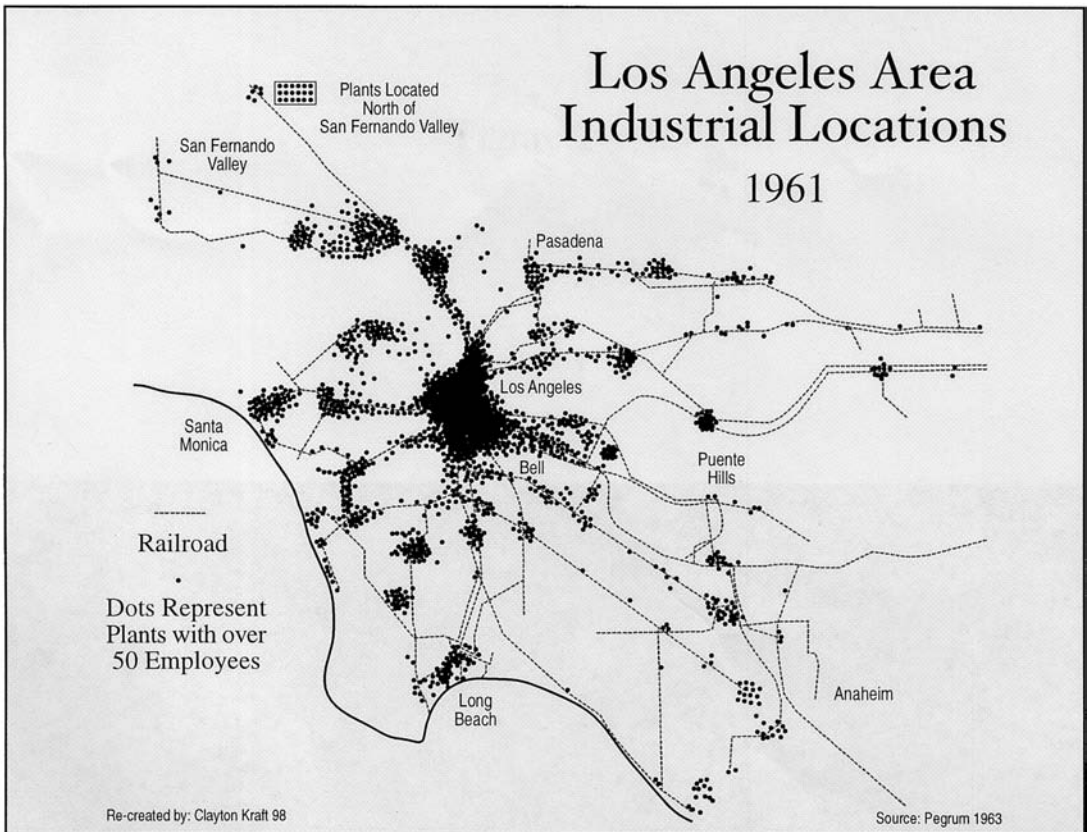 Los Angeles Area
Industrial Locations
1961
Plants Located
North of
San Fernando Valley
San Fernando
Valley
Pasadena
Los Angeles
Santa
Monica
Bell
Puente
Hills
Railroad
Dots Represent
Plants with over
50 Employees
Long
Beach
Anaheim
Re-created by: Clayton Kraft 98
Source: Pegrum 1963